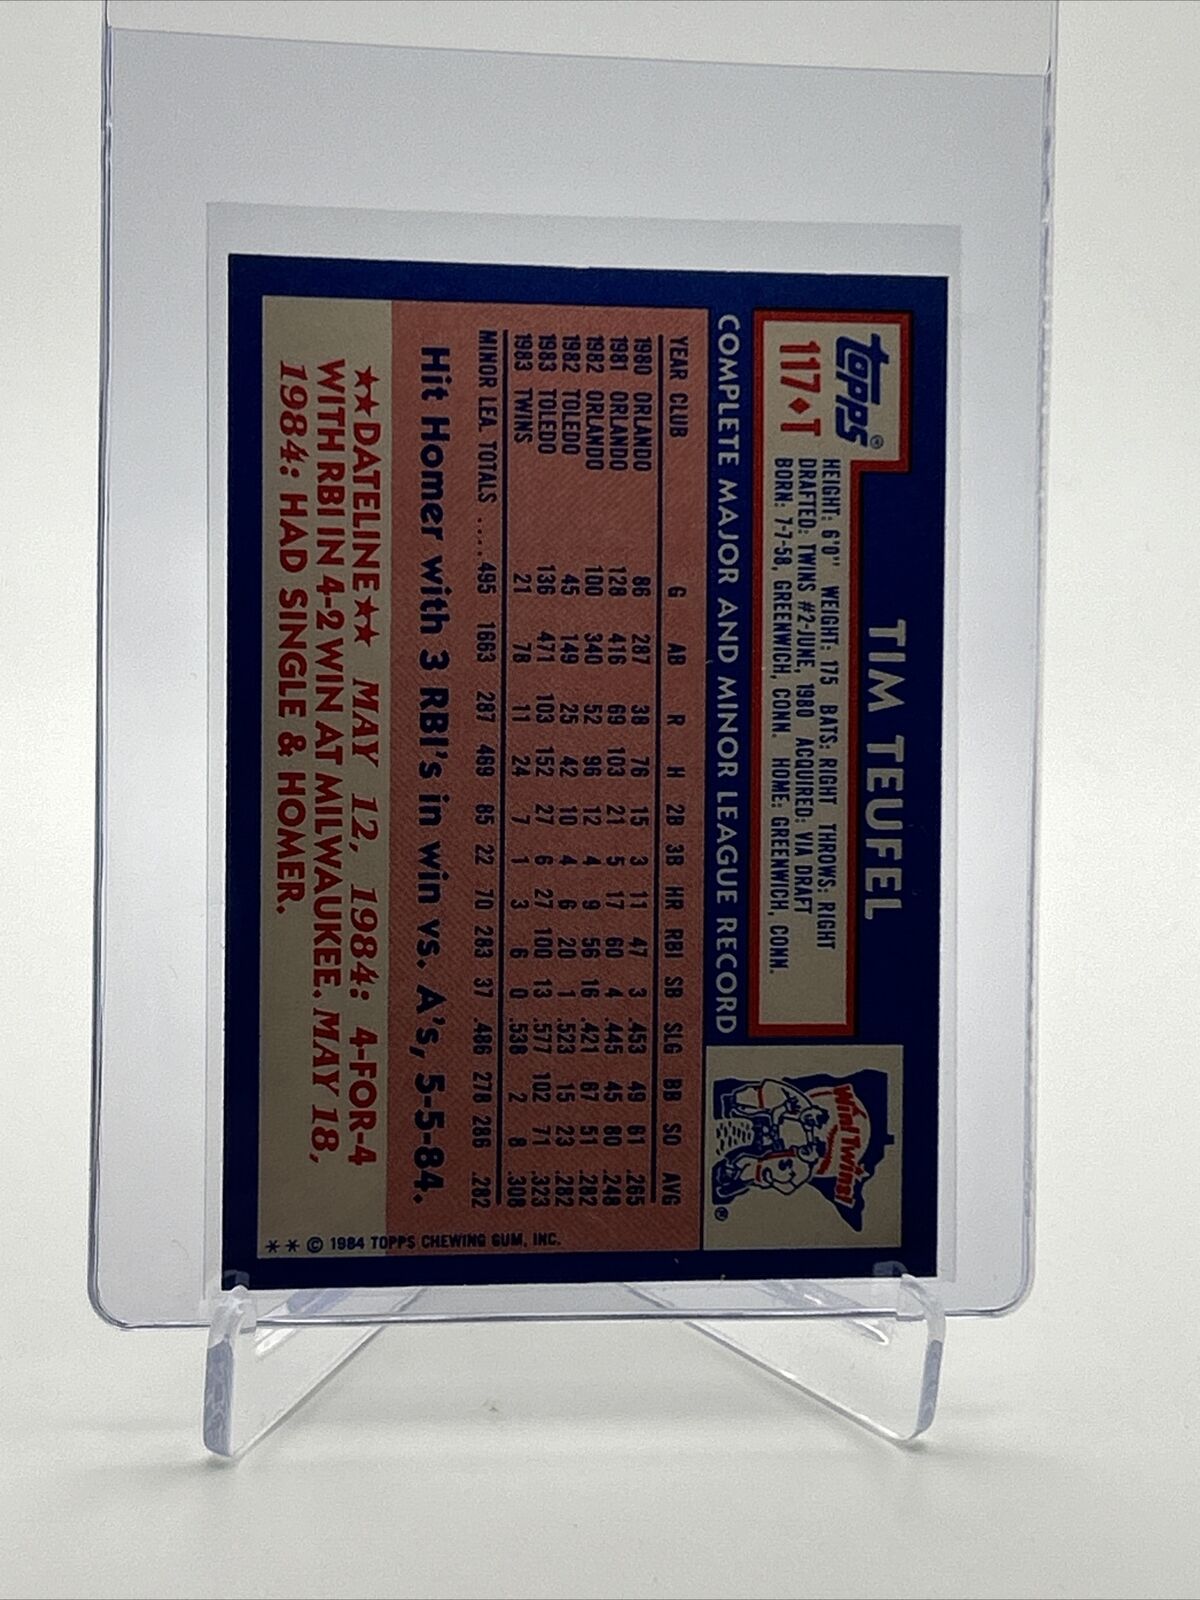 topps®
117♦T
TIM TEUFEL
HEIGHT: 6'0" WEIGHT: 175 BATS: RIGHT THROWS: RIGHT
DRAFTED: TWINS #2-JUNE, 1980 ACQUIRED: VIA DRAFT
BORN: 7-7-58, GREENWICH, CONN. HOME: GREENWICH, CONN.
Win! Twins!
®
COMPLETE MAJOR AND MINOR LEAGUE RECORD
YEAR CLUB G AB R H 2B 3B HR RBI SB SLG BB SO AVG
1980 ORLANDO 86 287 38 76 15 3 11 47 3 .453 49 61 .265
1981 ORLANDO 128 416 69 103 21 5 17 60 4 .445 45 80 .248
1982 ORLANDO 100 340 52 96 12 4 9 56 16 .421 67 51 .282
1982 TOLEDO 45 149 25 42 10 4 6 20 1 .523 15 23 .282
1983 TOLEDO 136 471 103 152 27 6 27 100 13 .577 102 71 .323
1983 TWINS 21 78 11 24 7 1 3 6 0 .538 2 8 .308
MINOR LEA. TOTALS .... 495 1663 287 469 85 22 70 283 37 .486 278 286 .282
Hit Homer with 3 RBI's in win vs. A's, 5-5-84.
★★DATELINE★★ MAY 12, 1984: 4-FOR-4
WITH RBI IN 4-2 WIN AT MILWAUKEE. MAY 18,
1984: HAD SINGLE & HOMER.
** © 1984 TOPPS CHEWING GUM, INC.